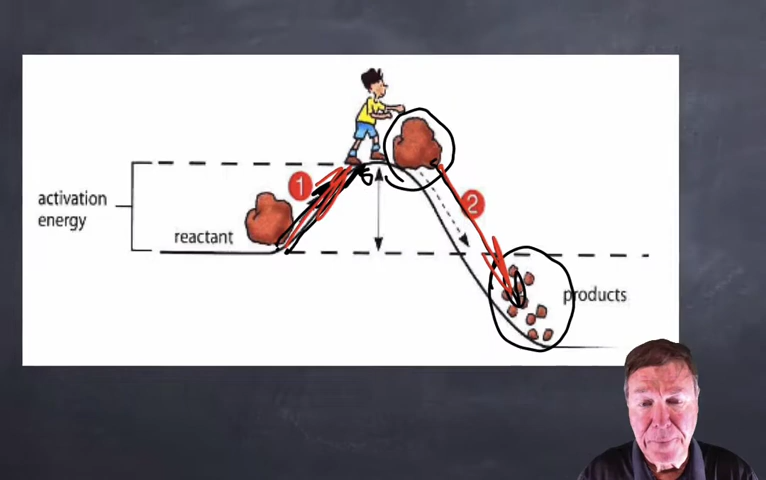 1
2
activation
energy
reactant
products